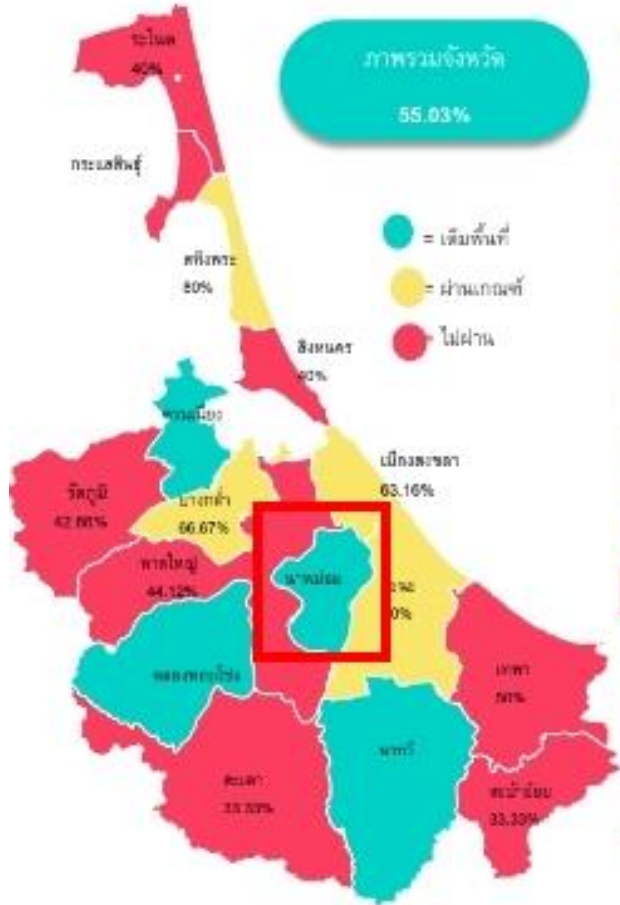 ระโนด
40%
ภาพรวมจังหวัด
55.03%
กระแสสินธุ์
= เต็มพื้นที่
สทิงพระ
80%
= ผ่านเกณฑ์
สิงหนคร
40%
= ไม่ผ่าน
ควนเนียง
เมืองสงขลา
63.16%
รัตภูมิ
บางกล่ำ
66.67%
หาดใหญ่
44.12%
นาหม่อม
คลองหอยโข่ง
เทพา
50%
นาทวี
สะเดา
33.33%
สะบ้าย้อย
33.33%